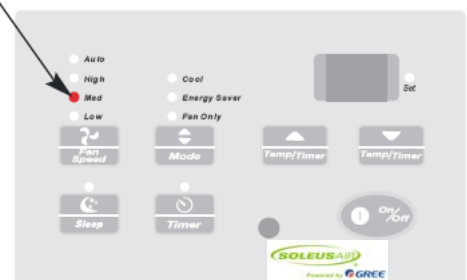 Auto
High
Med
Low
Cool
Energy Saver
Fan Only
Set
Fan
Speed
Mode
Temp/Timer
Temp/Timer
Sleep
Timer
On/Off
SOLEUSAIR
Powered by GREE